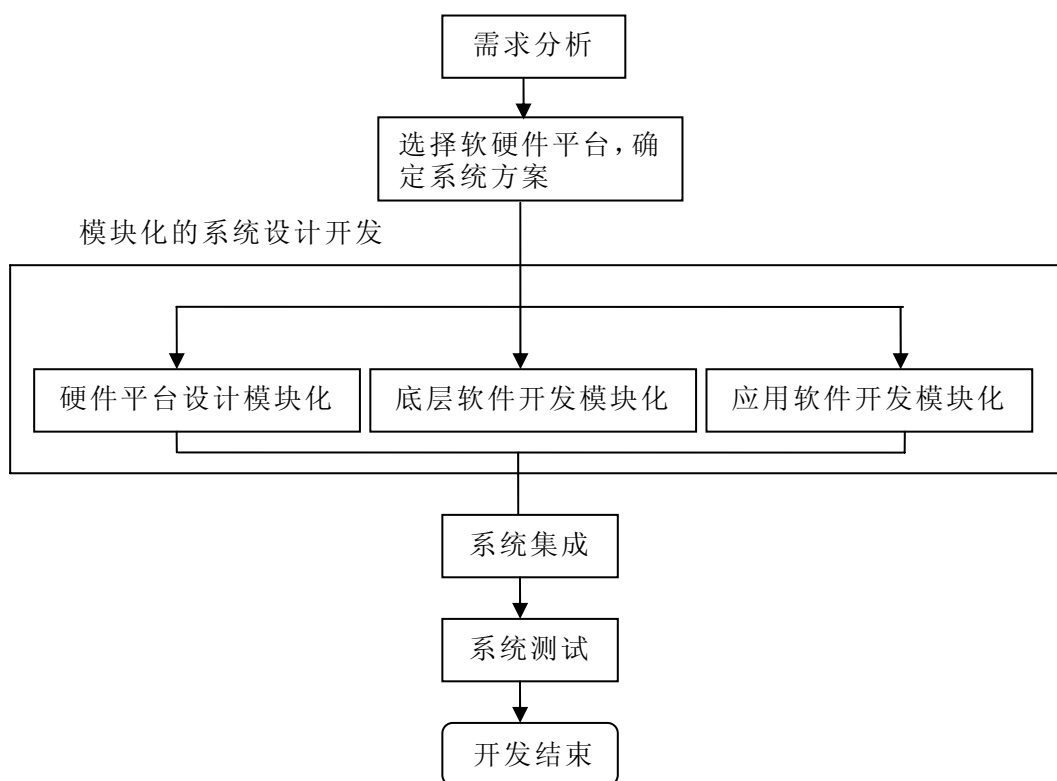 需求分析
选择软硬件平台，确
定系统方案
模块化的系统设计开发
硬件平台设计模块化
底层软件开发模块化
应用软件开发模块化
系统集成
系统测试
开发结束